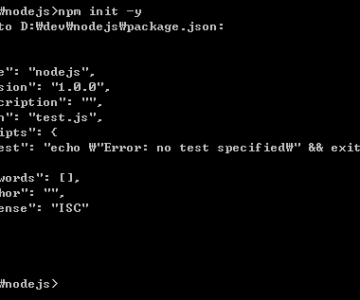 ₩nodejs>npm init -y
to D:₩dev₩nodejs₩package.json:
e": "nodejs",
sion": "1.0.0",
cription": "",
n": "test.js",
ipts": {
est": "echo ₩"Error: no test specified₩" && exit
words": [],
hor": "",
ense": "ISC"
₩nodejs>